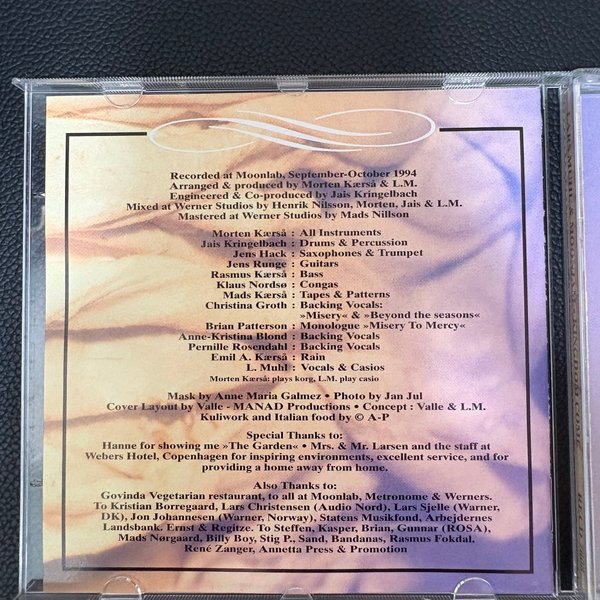 Recorded at Moonlab, September-October 1994
Arranged & produced by Morten Kærså & L.M.
Engineered & Co-produced by Jais Kringelbach
Mixed at Werner Studios by Henrik Nilsson, Morten, Jais & L.M.
Mastered at Werner Studios by Mads Nillson
Morten Kærså : All Instruments
Jais Kringelbach : Drums & Percussion
Jens Hack : Saxophones & Trumpet
Jens Runge : Guitars
Rasmus Kærså : Bass
Klaus Nordsø : Congas
Mads Kærså : Tapes & Patterns
Christina Groth : Backing Vocals:
»Misery« & »Beyond the seasons«
Brian Patterson : Monologue »Misery To Mercy«
Anne-Kristina Blond : Backing Vocals
Pernille Rosendahl : Backing Vocals
Emil A. Kærså : Rain
L. Muhl : Vocals & Casios
Morten Kærså: plays korg, L.M. play casio
Mask by Anne Maria Galmez • Photo by Jan Jul
Cover Layout by Valle - MANAD Productions • Concept : Valle & L.M.
Kuliwork and Italian food by © A-P
Special Thanks to:
Hanne for showing me »The Garden« • Mrs. & Mr. Larsen and the staff at
Webers Hotel, Copenhagen for inspiring environments, excellent service, and for
providing a home away from home.
Also Thanks to:
Govinda Vegetarian restaurant, to all at Moonlab, Metronome & Werners.
To Kristian Borregaard, Lars Christensen (Audio Nord), Lars Sjelle (Warner,
DK), Jon Johannesen (Warner, Norway), Statens Musikfond, Arbejdernes
Landsbank. Ernst & Regitze. To Steffen, Kasper, Brian, Gunnar (ROSA),
Mads Nørgaard, Billy Boy, Stig P., Sand, Bandanas, Rasmus Fokdal.
René Zanger, Annetta Press & Promotion